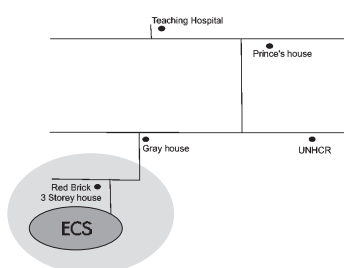 Teaching Hospital
Prince's house
Gray house
UNHCR
Red Brick
3 Storey house
ECS